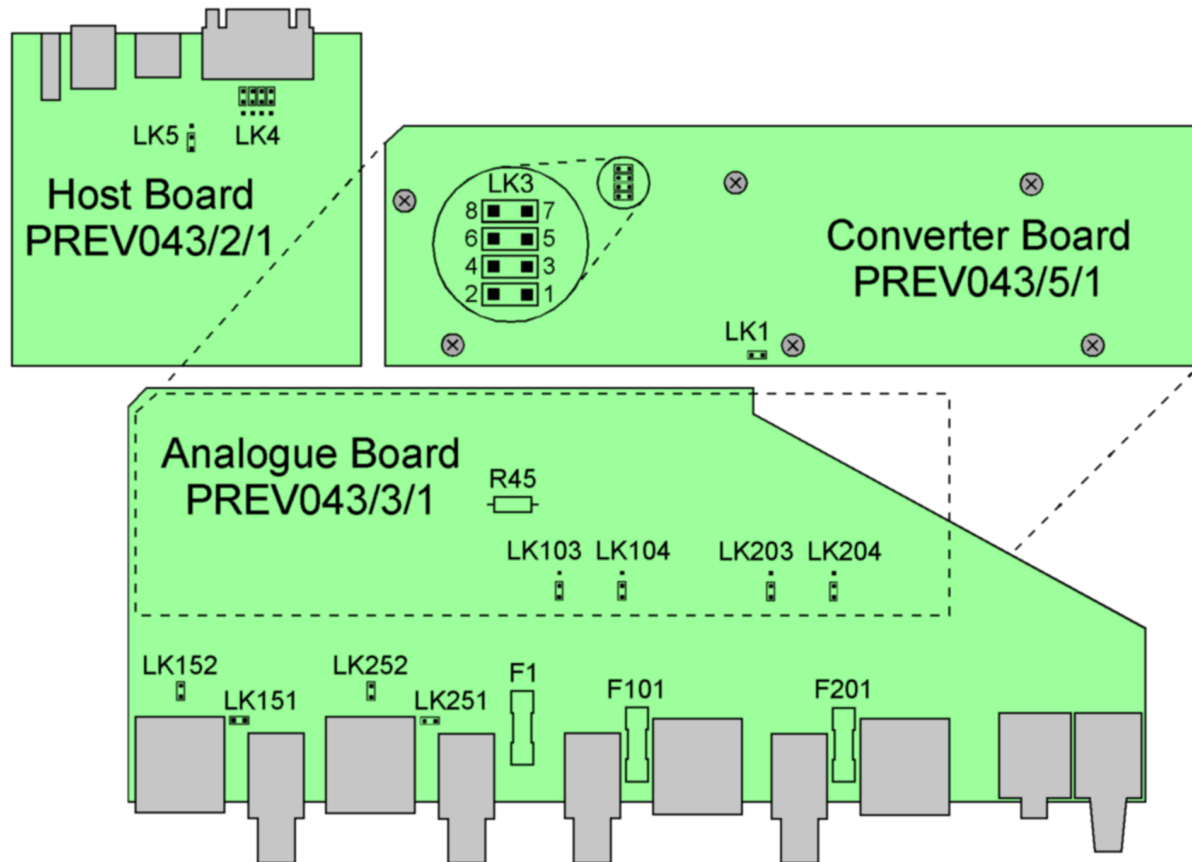 LK5
LK4
Host Board
PREV043/2/1
LK3
8 7
6 5
4 3
2 1
Converter Board
PREV043/5/1
LK1
Analogue Board
PREV043/3/1
R45
LK103 LK104 LK203 LK204
LK152 LK252 F1
LK151 LK251 F101 F201